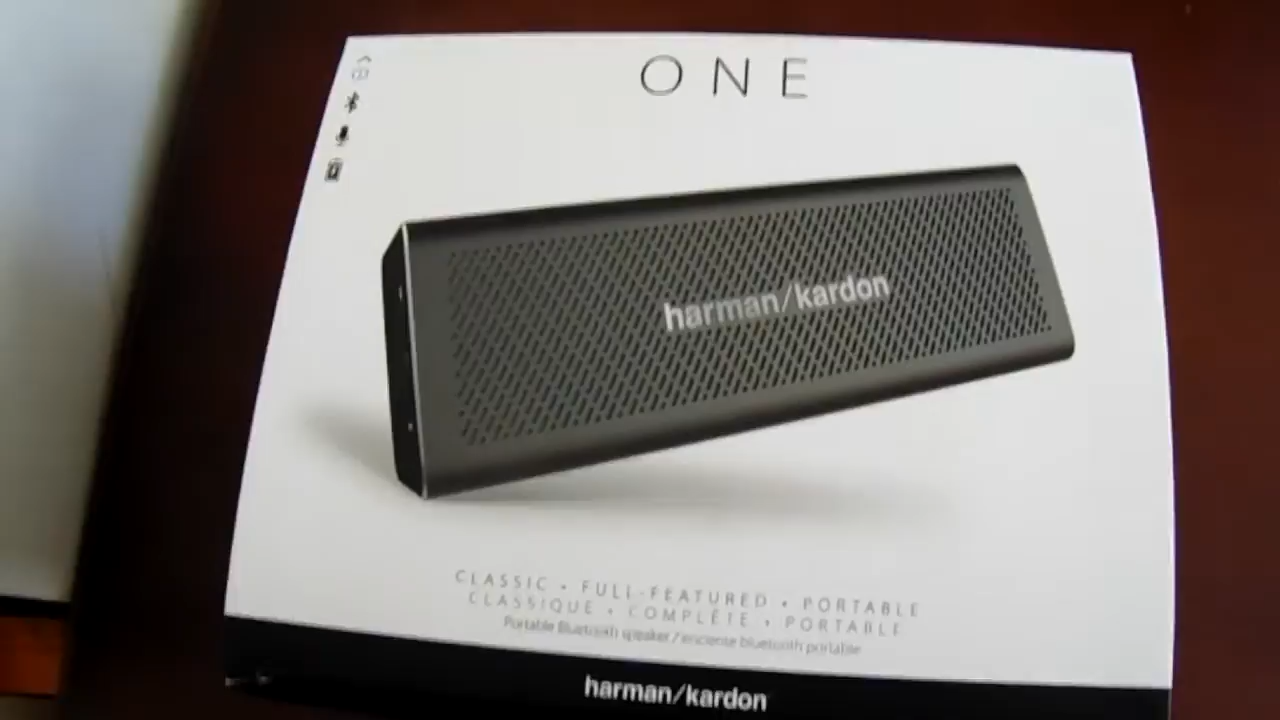 ONE
harman/kardon
CLASSIC • FULL-FEATURED • PORTABLE
CLASSIQUE • COMPLÈTE • PORTABLE
Portable Bluetooth speaker / enceinte bluetooth portable
harman/kardon